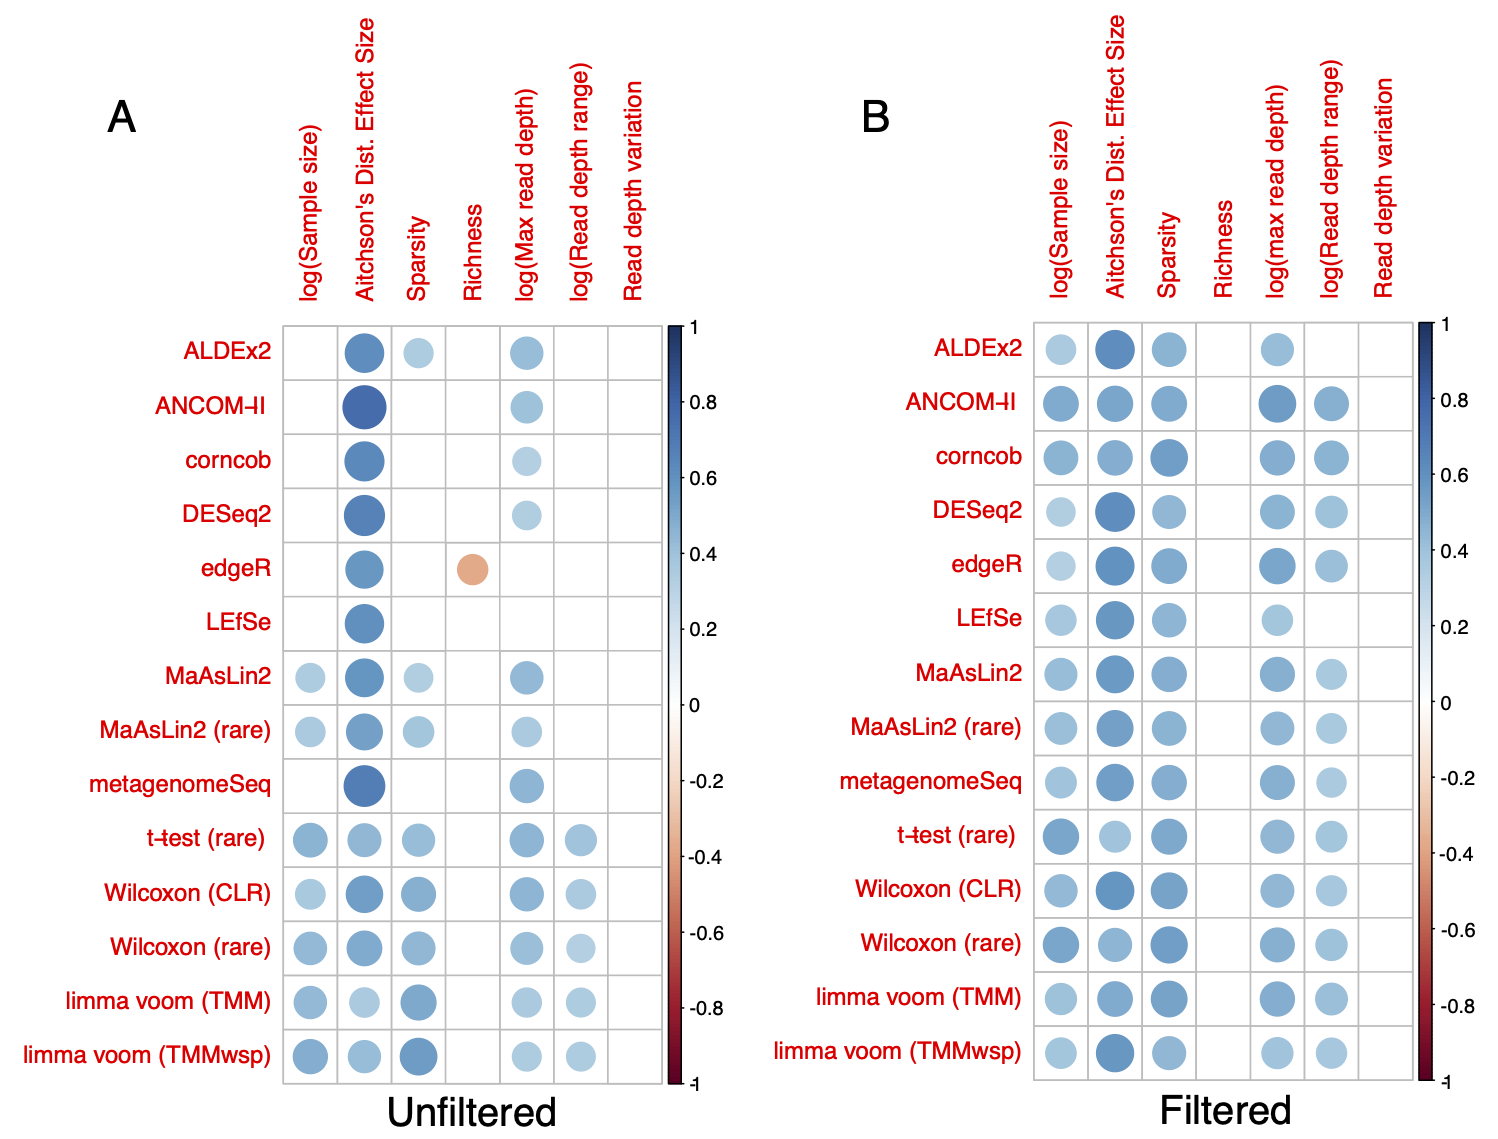 A
log(Sample size)
Aitchson's Dist. Effect Size
Sparsity
Richness
log(Max read depth)
log(Read depth range)
Read depth variation
ALDEx2
ANCOM-II
corncob
DESeq2
edgeR
LEfSe
MaAsLin2
MaAsLin2 (rare)
metagenomeSeq
t-test (rare)
Wilcoxon (CLR)
Wilcoxon (rare)
limma voom (TMM)
limma voom (TMMwsp)
1
0.8
0.6
0.4
0.2
0
-0.2
-0.4
-0.6
-0.8
-1
Unfiltered
B
log(Sample size)
Aitchson's Dist. Effect Size
Sparsity
Richness
log(max read depth)
log(Read depth range)
Read depth variation
ALDEx2
ANCOM-II
corncob
DESeq2
edgeR
LEfSe
MaAsLin2
MaAsLin2 (rare)
metagenomeSeq
t-test (rare)
Wilcoxon (CLR)
Wilcoxon (rare)
limma voom (TMM)
limma voom (TMMwsp)
1
0.8
0.6
0.4
0.2
0
-0.2
-0.4
-0.6
-0.8
-1
Filtered